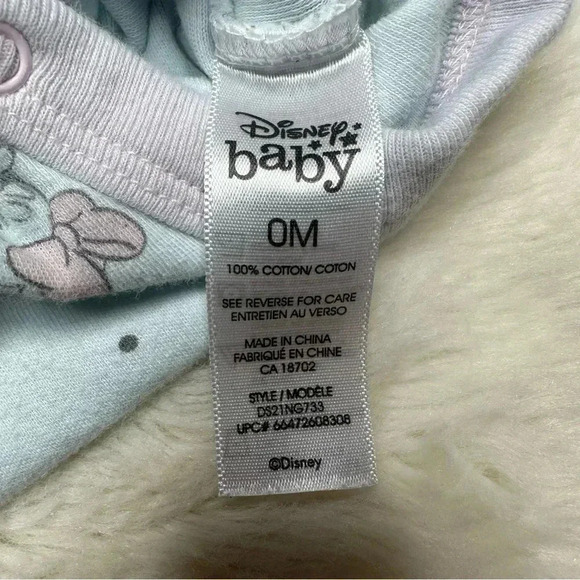 Disney
baby
0M
100% COTTON/ COTON
SEE REVERSE FOR CARE
ENTRETIEN AU VERSO
MADE IN CHINA
FABRIQUÉ EN CHINE
CA 18702
STYLE / MODÈLE
DS21NG733
UPC# 66472608308
©Disney